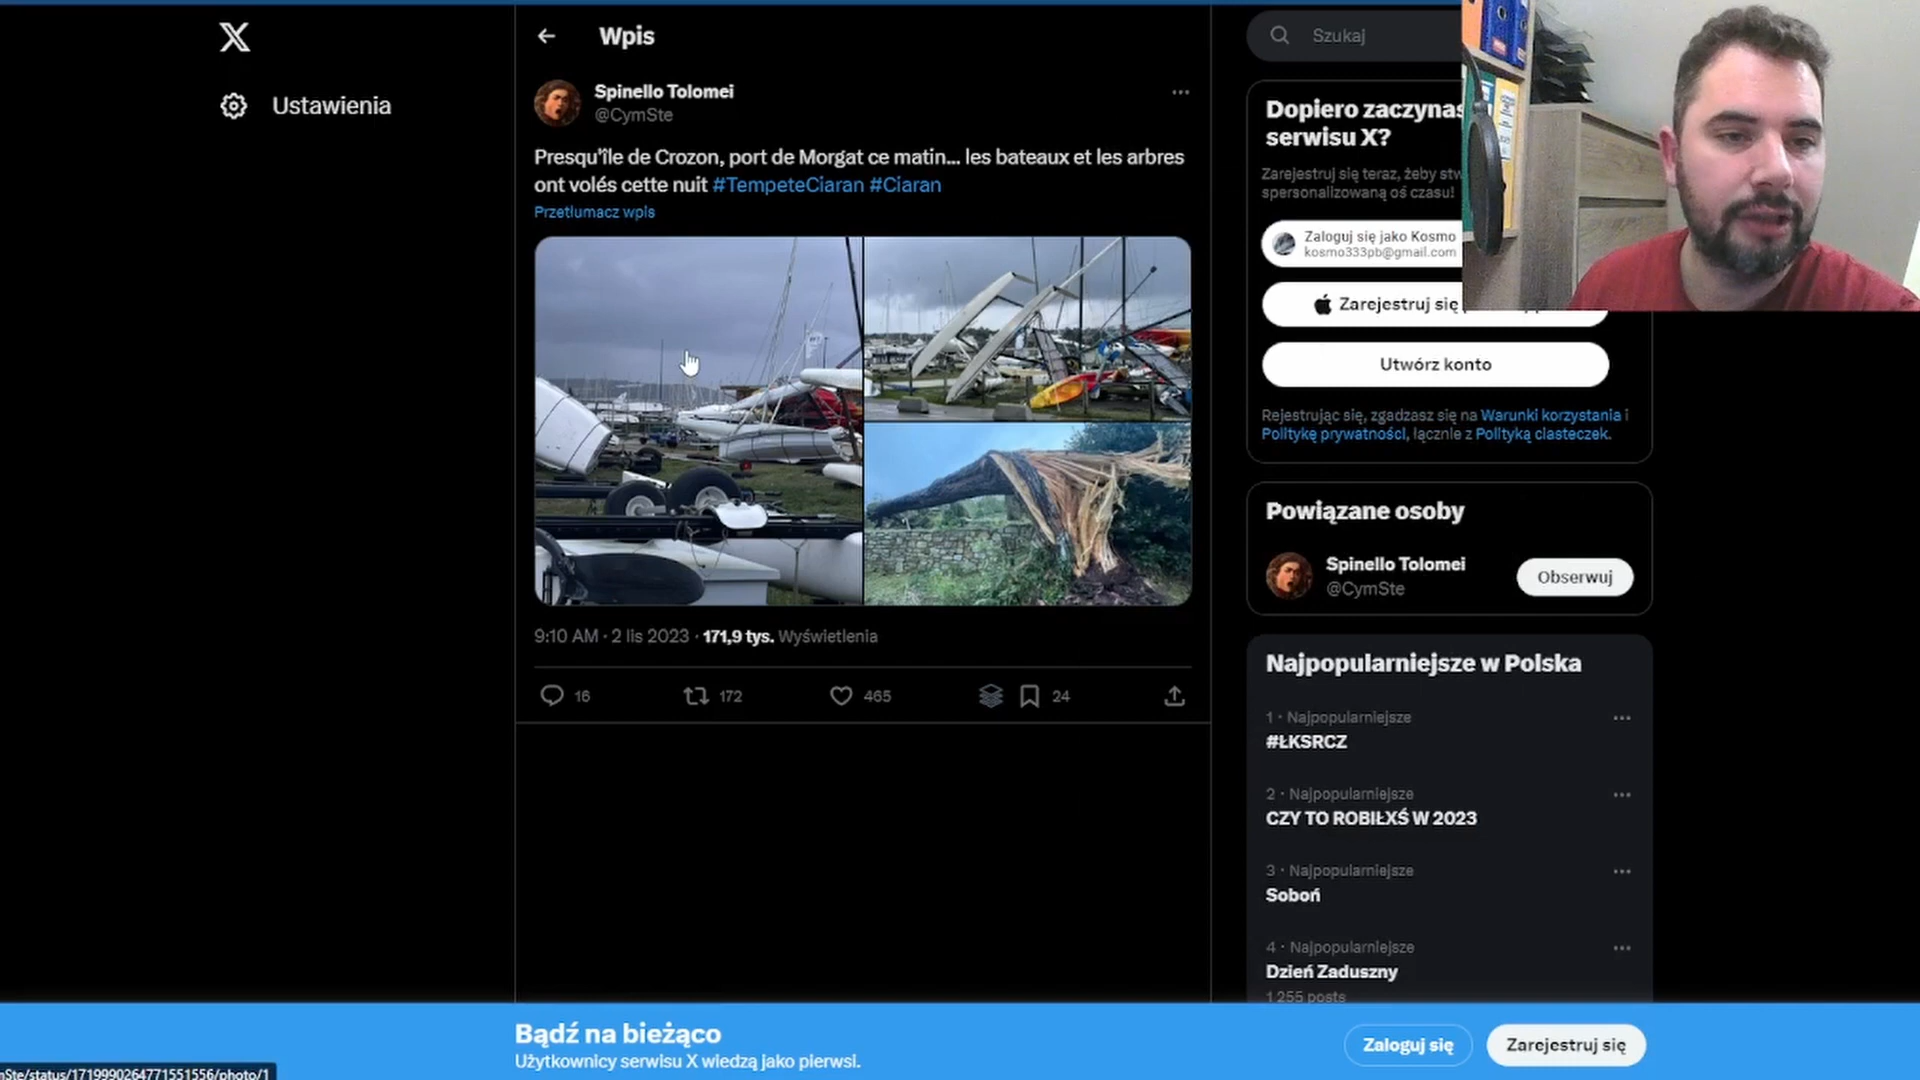 Ustawienia
Wpis
Spinello Tolomei
@CymSte
Presqu'île de Crozon, port de Morgat ce matin... les bateaux et les arbres
ont volés cette nuit #TempeteCiaran #Ciaran
Przetłumacz wpis
9:10 AM · 2 lis 2023 · 171,9 tys. Wyświetlenia
16
172
465
24
Szukaj
Dopiero zaczynas
serwisu X?
Zarejestruj się teraz, żeby stw
spersonalizowaną oś czasu!
Zaloguj się jako Kosmo
kosmo333pb@gmail.com
Zarejestruj się
Utwórz konto
Rejestrując się, zgadzasz się na Warunki korzystania i
Politykę prywatności, łącznie z Polityką ciasteczek.
Powiązane osoby
Spinello Tolomei
@CymSte
Obserwuj
Najpopularniejsze w Polska
1 · Najpopularniejsze
#ŁKSRCZ
2 · Najpopularniejsze
CZY TO ROBIŁXŚ W 2023
3 · Najpopularniejsze
Soboń
4 · Najpopularniejsze
Dzień Zaduszny
1 255 posts
Bądź na bieżąco
Użytkownicy serwisu X wiedzą jako pierwsi.
Zaloguj się
Zarejestruj się
mSte/status/1719990264771551556/photo/1